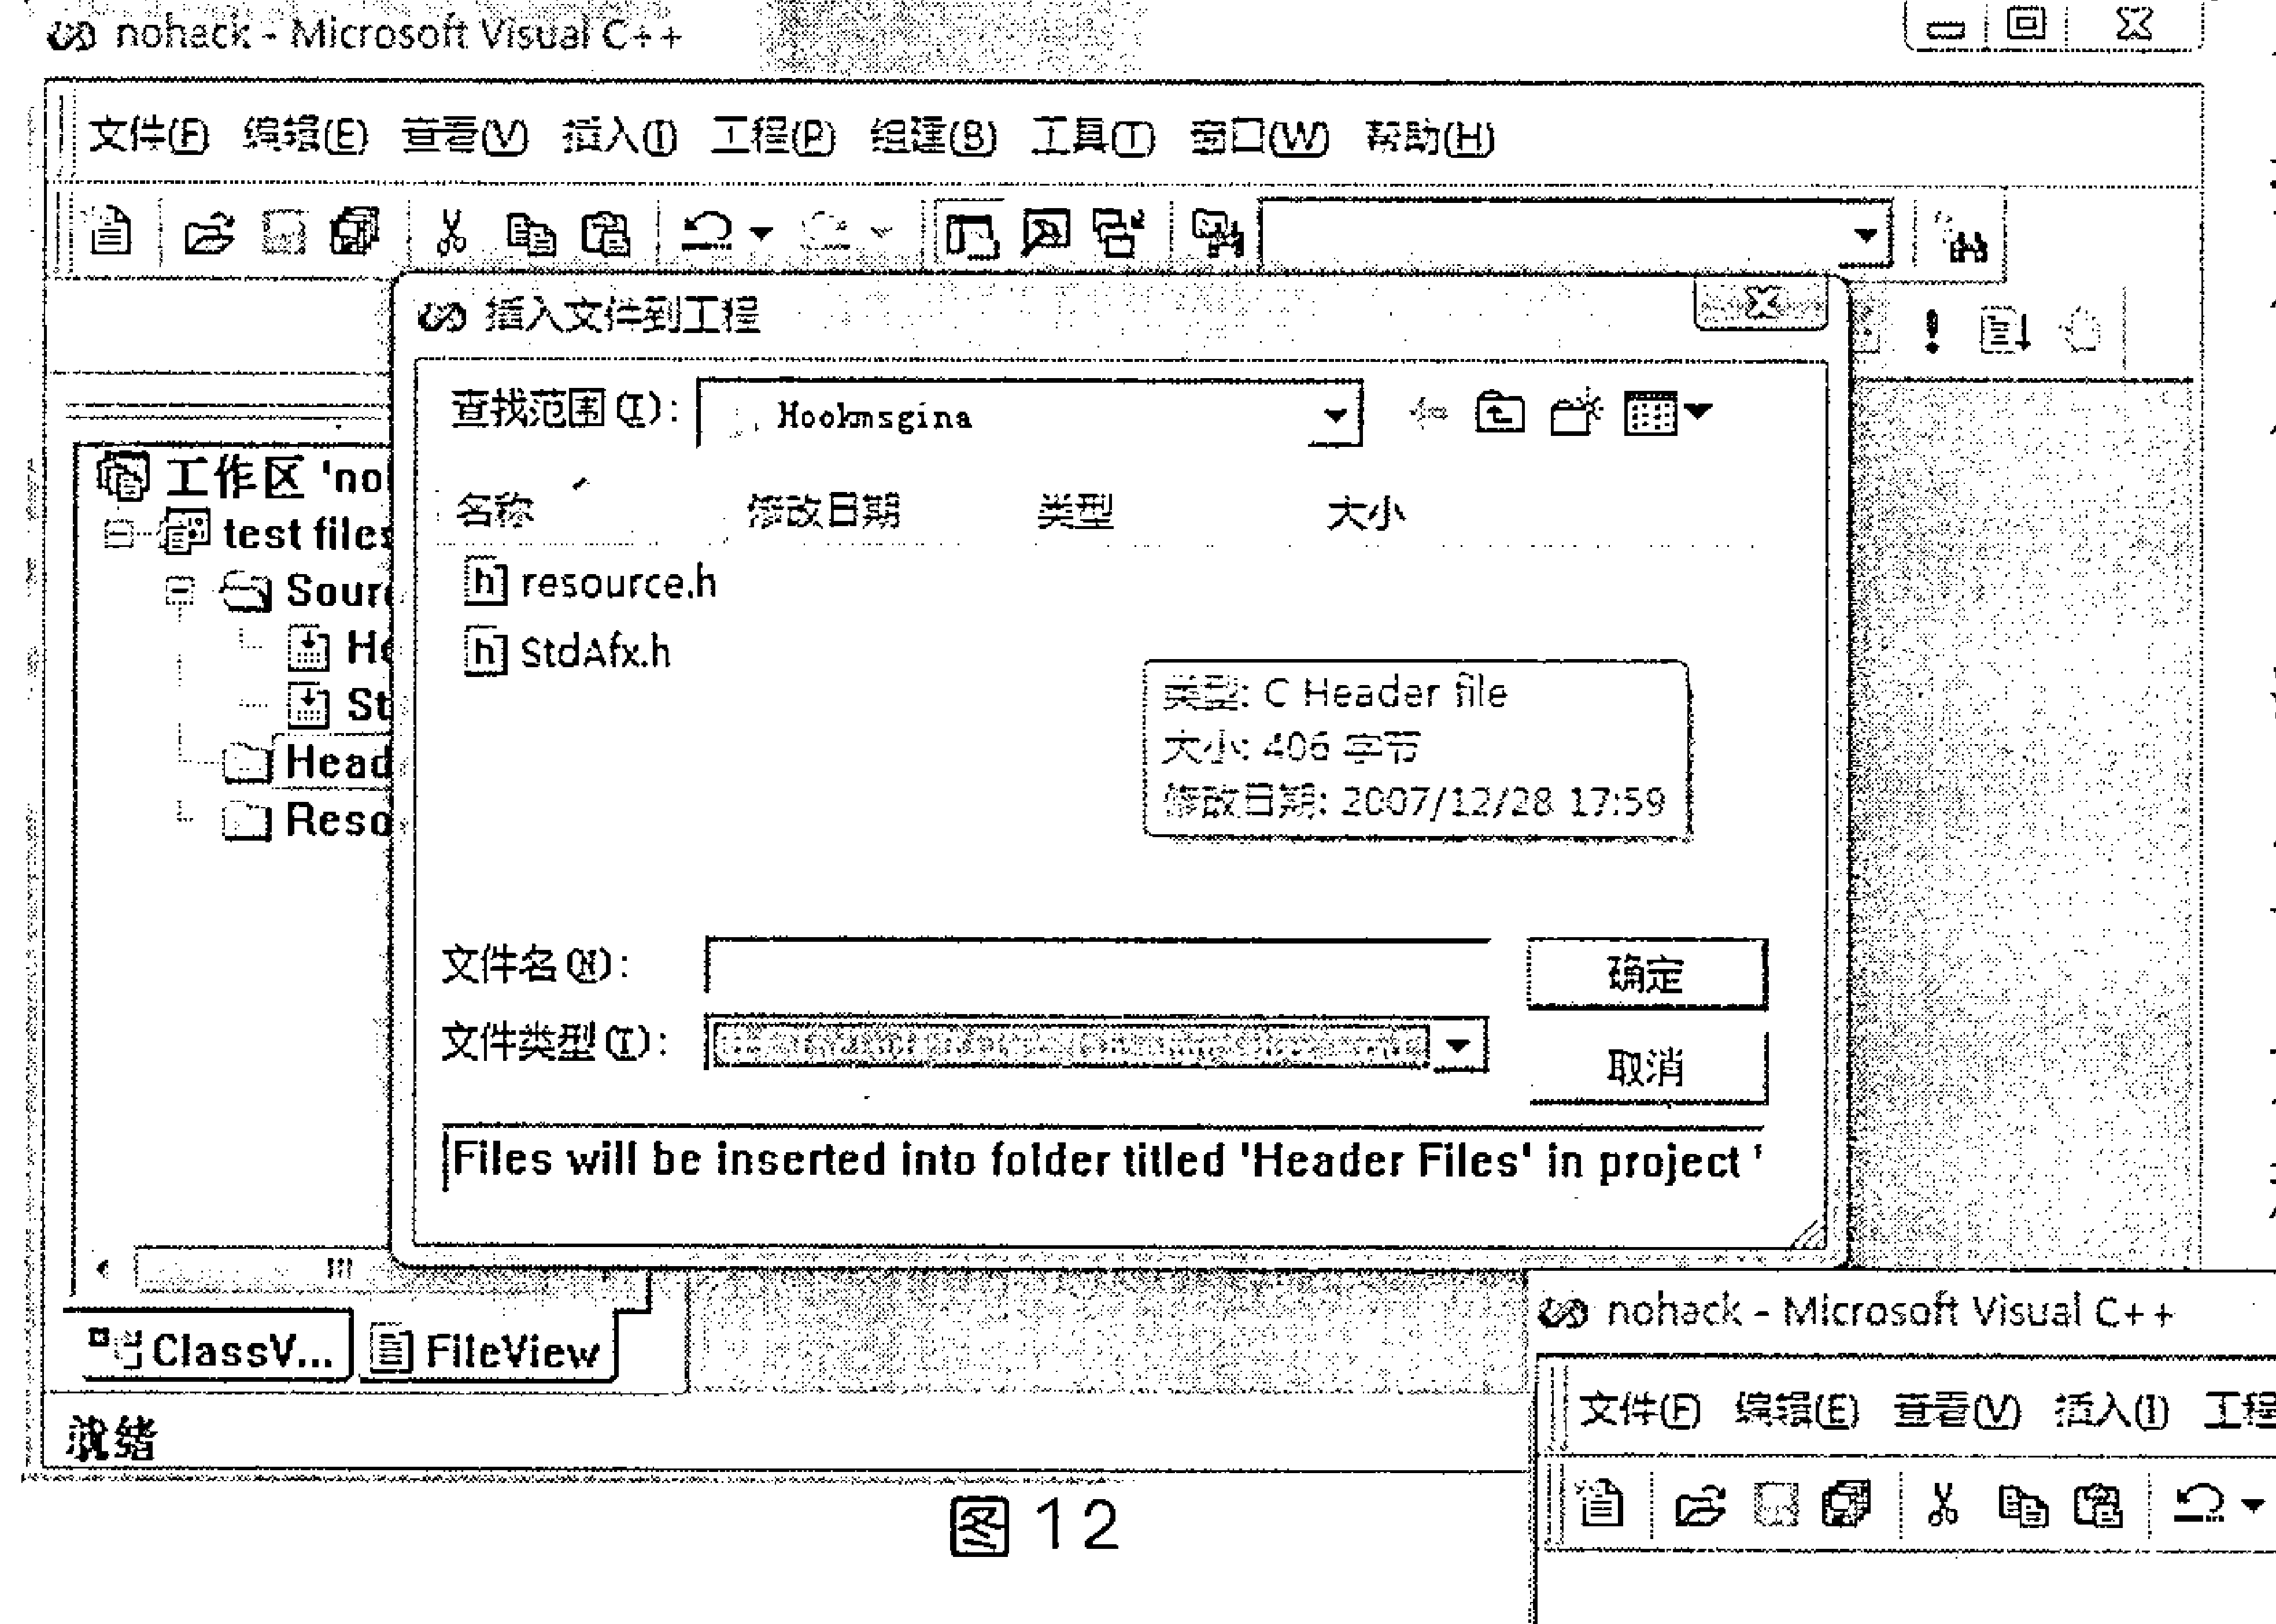 nohack - Microsoft Visual C++
文件(F) 编辑(E) 查看(V) 插入(I) 工程(P) 组建(B) 工具(T) 窗口(W) 帮助(H)
插入文件到工程
查找范围(I): Hookmsgina
名称 修改日期 类型 大小
resource.h
StdAfx.h
类型: C Header file
大小: 406 字节
修改日期: 2007/12/28 17:59
文件名(N): 确定
文件类型(T): 取消
Files will be inserted into folder titled 'Header Files' in project '
工作区 'no
test files
Sour
He
St
Head
Reso
ClassV... FileView
就绪
图 12
nohack - Microsoft Visual C++
文件(F) 编辑(E) 查看(V) 插入(I) 工程